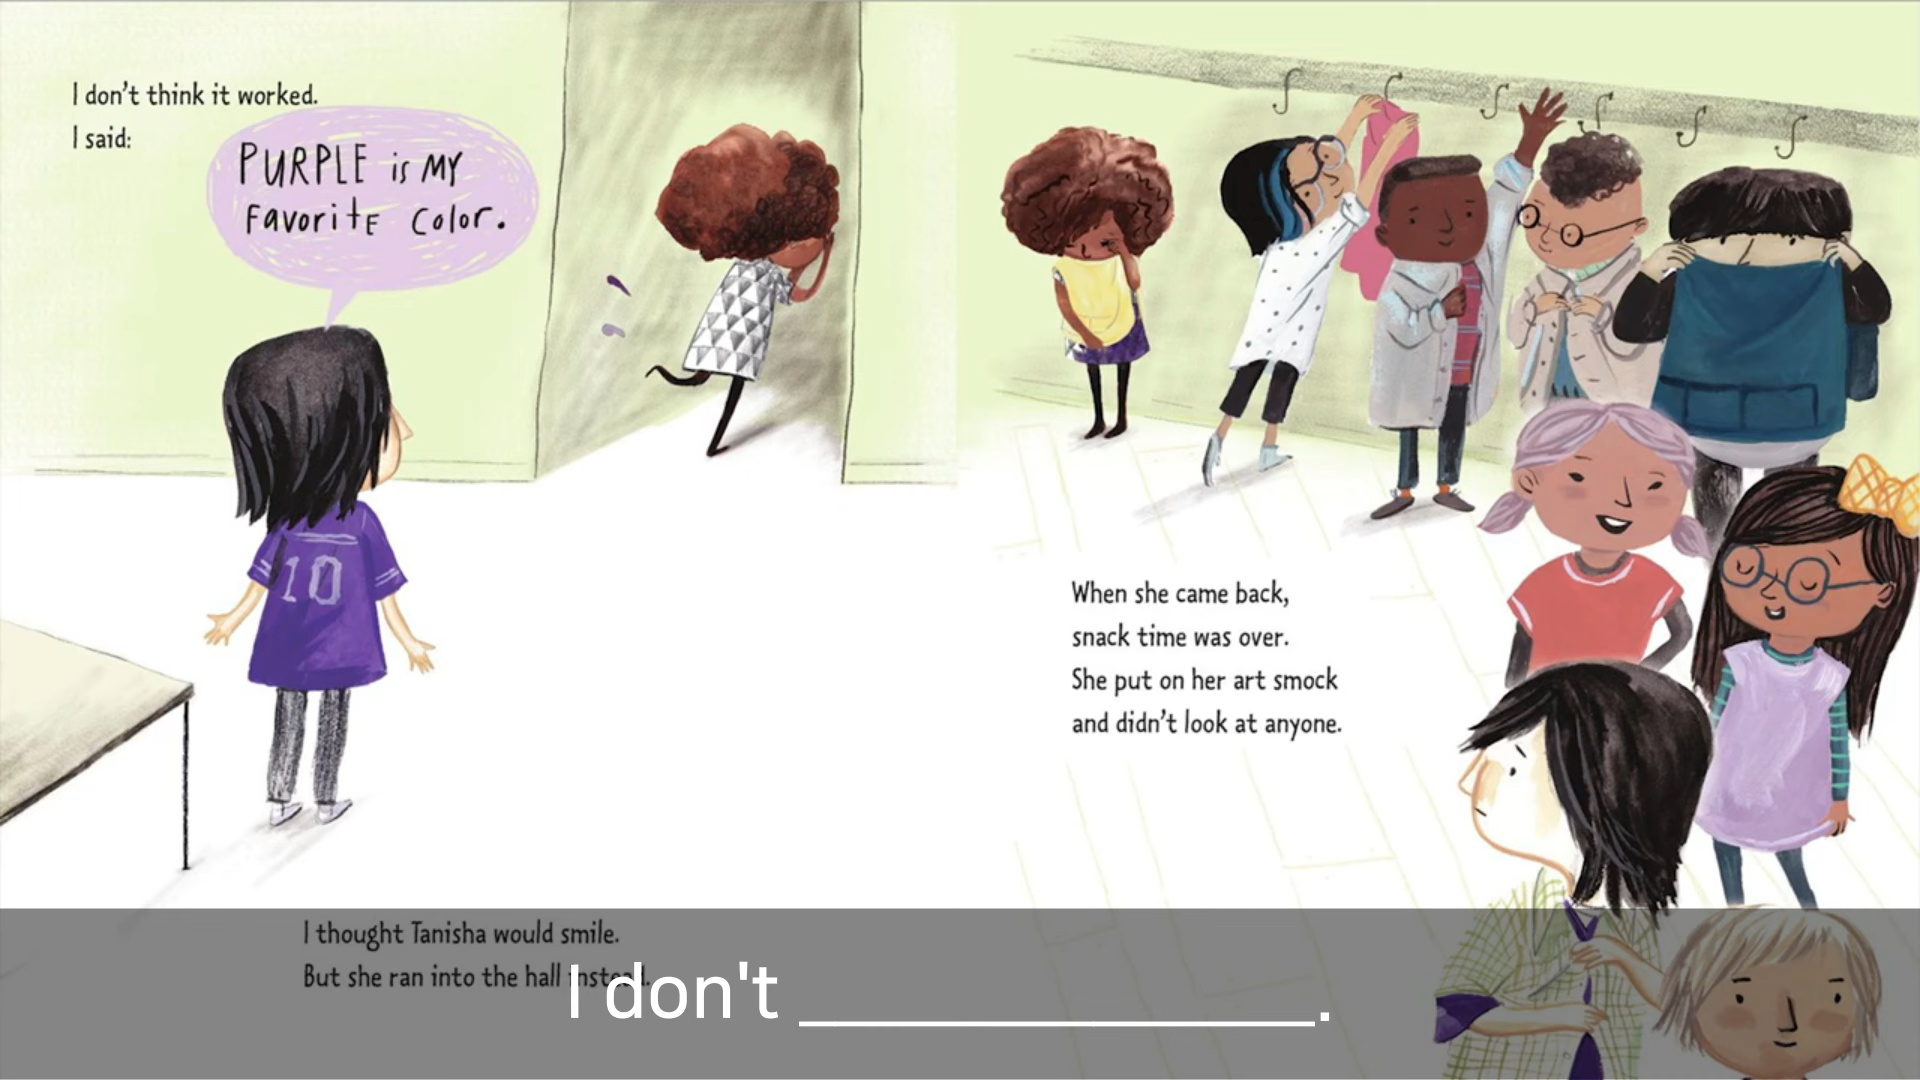 I don't think it worked.
I said:
PURPLE is MY
FavoritE Color.
10
I thought Tanisha would smile.
But she ran into the hall instead.
When she came back,
snack time was over.
She put on her art smock
and didn't look at anyone.
I don't ______________.